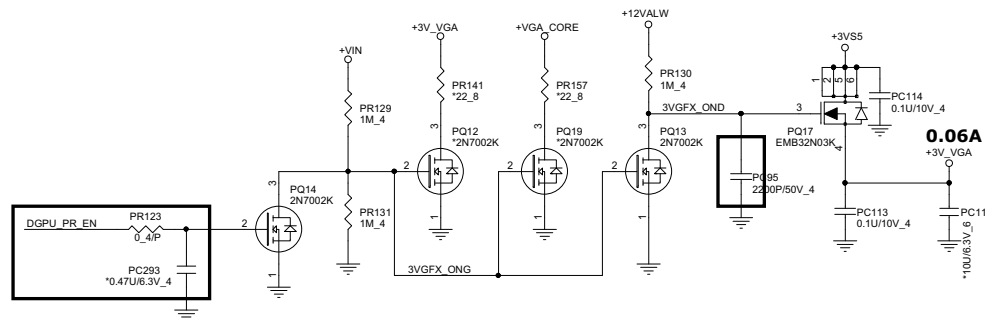 +12VALW
+3V_VGA
+VGA_CORE
+3VS5
+VIN
PR141
*22_8
PR157
*22_8
PR130
1M_4
1
2
5
6
PC114
0.1U/10V_4
PR129
1M_4
3VGFX_OND
3
PQ17
EMB32N03K
4
0.06A
+3V_VGA
3
PQ12
*2N7002K
2
1
3
PQ19
*2N7002K
2
1
3
PQ13
2N7002K
2
1
PC95
2200P/50V_4
3
PQ14
2N7002K
2
1
PR131
1M_4
DGPU_PR_EN
PR123
0_4/P
PC293
*0.47U/6.3V_4
3VGFX_ONG
PC113
0.1U/10V_4
PC11
*10U/6.3V_6